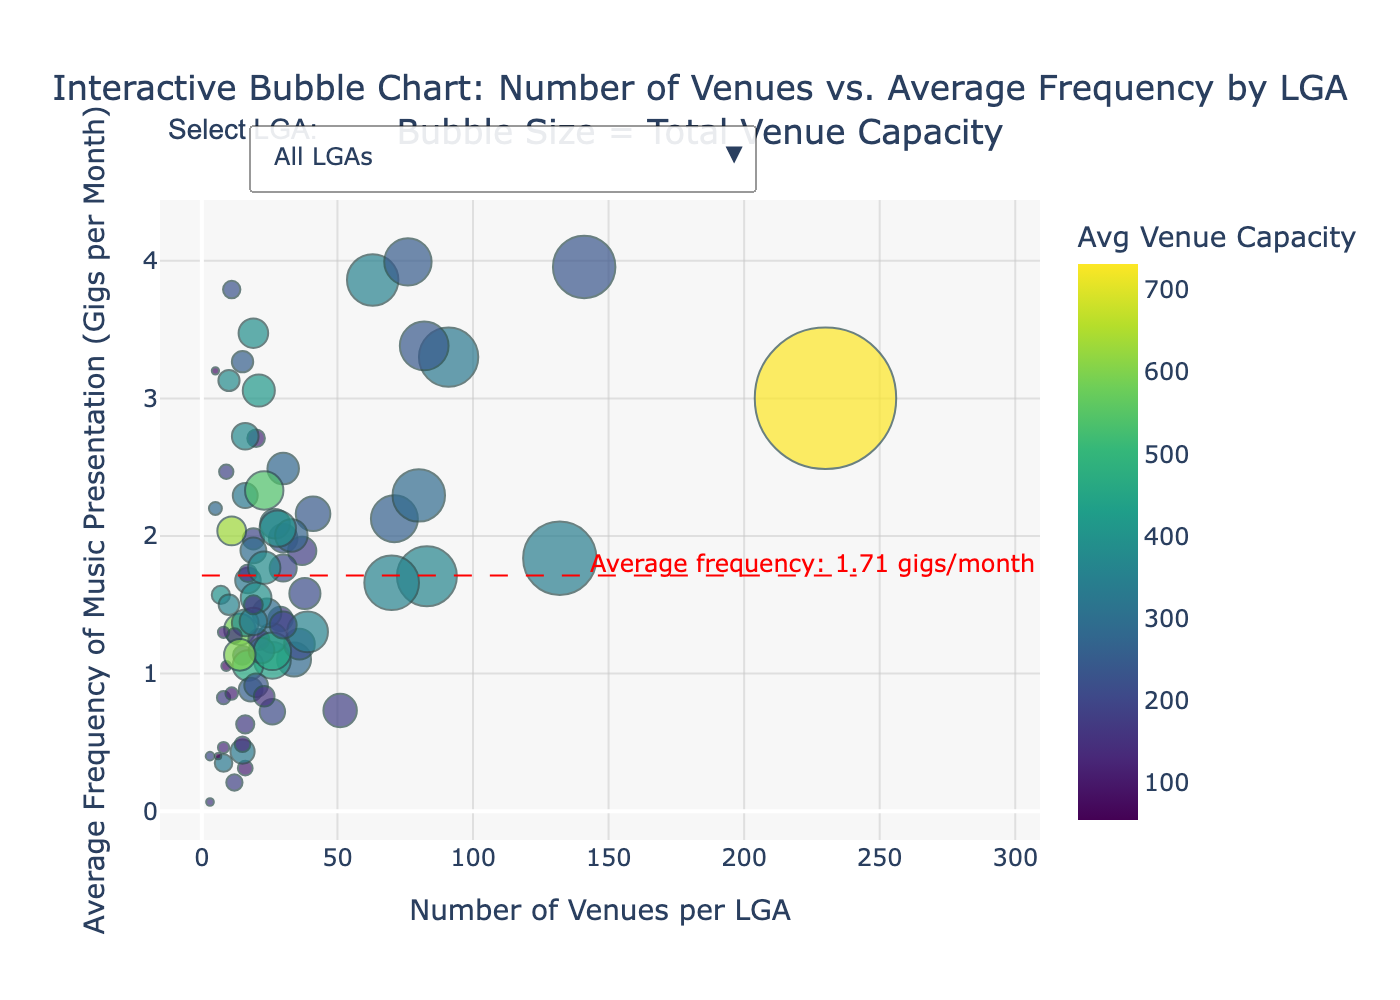 Interactive Bubble Chart: Number of Venues vs. Average Frequency by LGA
Bubble Size = Total Venue Capacity
Select LGA:
All LGAs
▼
Average Frequency of Music Presentation (Gigs per Month)
4
3
2
1
0
Average frequency: 1.71 gigs/month
0 50 100 150 200 250 300
Number of Venues per LGA
Avg Venue Capacity
700
600
500
400
300
200
100